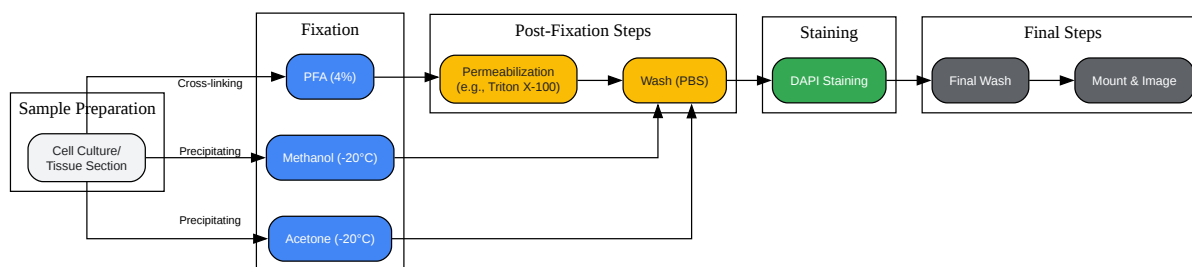 Sample Preparation
Cell Culture/
Tissue Section
Cross-linking
Precipitating
Precipitating
Fixation
PFA (4%)
Methanol (-20°C)
Acetone (-20°C)
Post-Fixation Steps
Permeabilization
(e.g., Triton X-100)
Wash (PBS)
Staining
DAPI Staining
Final Steps
Final Wash
Mount & Image